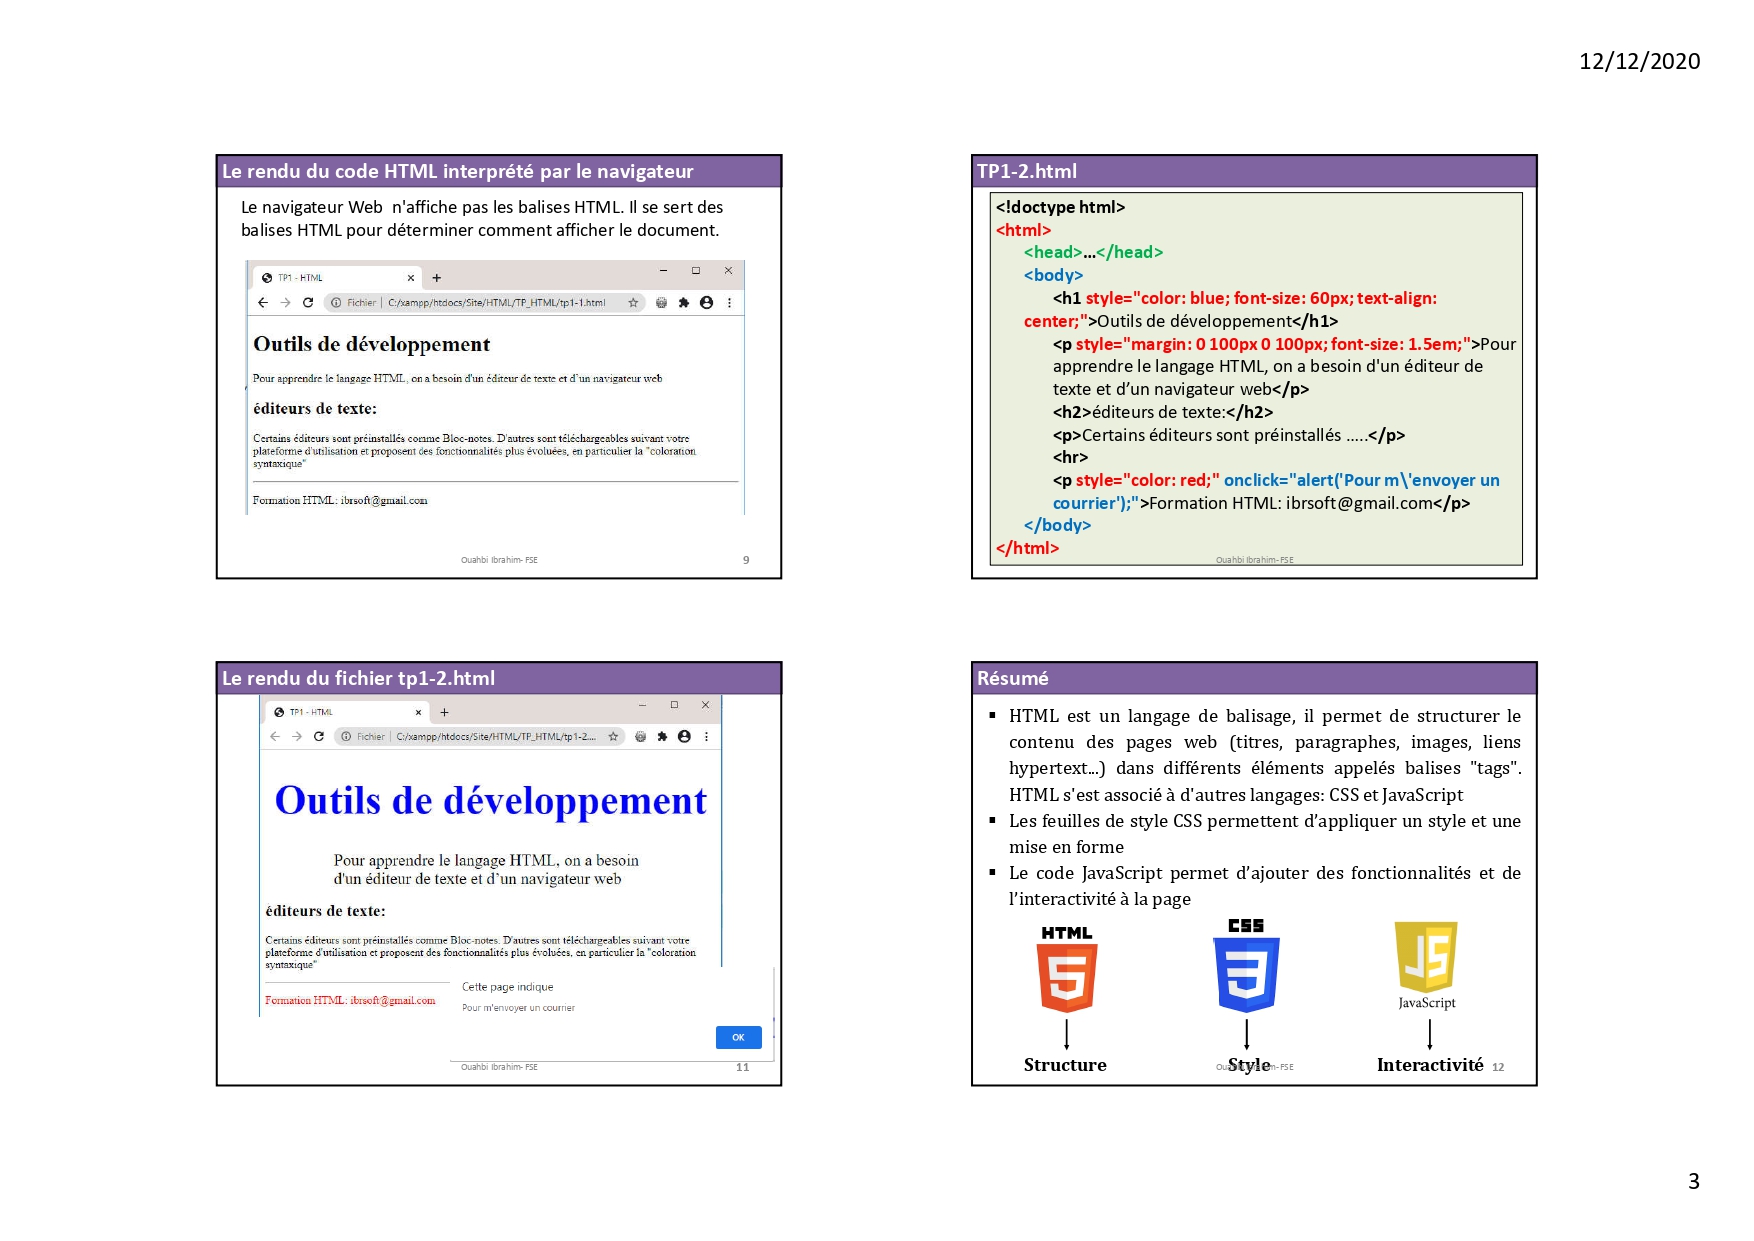 12/12/2020
Le rendu du code HTML interprété par le navigateur
Le navigateur Web n'affiche pas les balises HTML. Il se sert des
balises HTML pour déterminer comment afficher le document.
TP1 - HTML
Fichier | C:/xampp/htdocs/Site/HTML/TP_HTML/tp1-1.html
Outils de développement
Pour apprendre le langage HTML, on a besoin d'un éditeur de texte et d’un navigateur web
éditeurs de texte:
Certains éditeurs sont préinstallés comme Bloc-notes. D'autres sont téléchargeables suivant votre
plateforme d'utilisation et proposent des fonctionnalités plus évoluées, en particulier la "coloration
syntaxique"
Formation HTML: ibrsoft@gmail.com
Ouahbi Ibrahim- FSE
9
TP1-2.html
<!doctype html>
<html>
<head>...</head>
<body>
<h1 style="color: blue; font-size: 60px; text-align:
center;">Outils de développement</h1>
<p style="margin: 0 100px 0 100px; font-size: 1.5em;">Pour
apprendre le langage HTML, on a besoin d'un éditeur de
texte et d’un navigateur web</p>
<h2>éditeurs de texte:</h2>
<p>Certains éditeurs sont préinstallés .....</p>
<hr>
<p style="color: red;" onclick="alert('Pour m\'envoyer un
courrier');">Formation HTML: ibrsoft@gmail.com</p>
</body>
</html>
Ouahbi Ibrahim- FSE
Le rendu du fichier tp1-2.html
TP1 - HTML
Fichier | C:/xampp/htdocs/Site/HTML/TP_HTML/tp1-2....
Outils de développement
Pour apprendre le langage HTML, on a besoin
d'un éditeur de texte et d’un navigateur web
éditeurs de texte:
Certains éditeurs sont préinstallés comme Bloc-notes. D'autres sont téléchargeables suivant votre
plateforme d'utilisation et proposent des fonctionnalités plus évoluées, en particulier la "coloration
syntaxique"
Formation HTML: ibrsoft@gmail.com
Cette page indique
Pour m'envoyer un courrier
OK
Ouahbi Ibrahim- FSE
11
Résumé
▪ HTML est un langage de balisage, il permet de structurer le
contenu des pages web (titres, paragraphes, images, liens
hypertext...) dans différents éléments appelés balises "tags".
HTML s'est associé à d'autres langages: CSS et JavaScript
▪ Les feuilles de style CSS permettent d’appliquer un style et une
mise en forme
▪ Le code JavaScript permet d’ajouter des fonctionnalités et de
l’interactivité à la page
HTML
5
CSS
3
JS
JavaScript
Structure
Style
Interactivité
Ouahbi Ibrahim- FSE
12
3